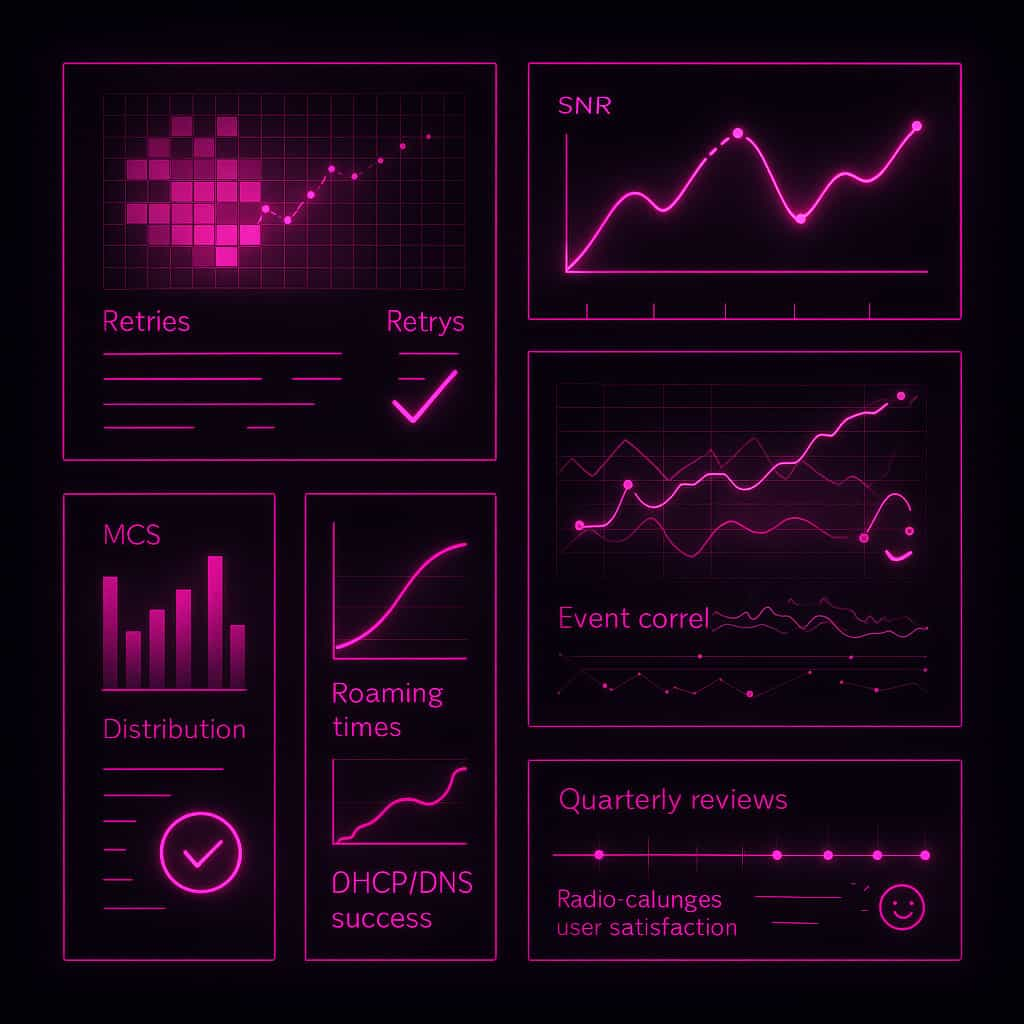 Retries
Retrys
SNR
Event correl
MCS
Distribution
Roaming
times
DHCP/DNS
success
Quarterly reviews
Radio-calunges
user satisfaction